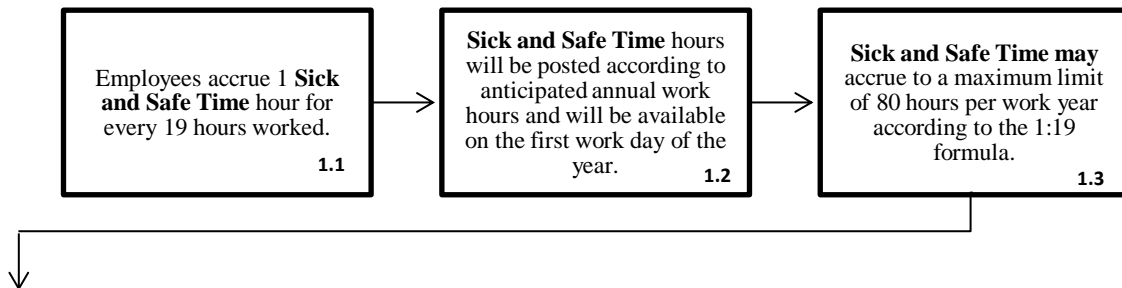 Employees accrue 1 Sick
and Safe Time hour for
every 19 hours worked.
1.1
Sick and Safe Time hours
will be posted according to
anticipated annual work
hours and will be available
on the first work day of the
year.
1.2
Sick and Safe Time may
accrue to a maximum limit
of 80 hours per work year
according to the 1:19
formula.
1.3